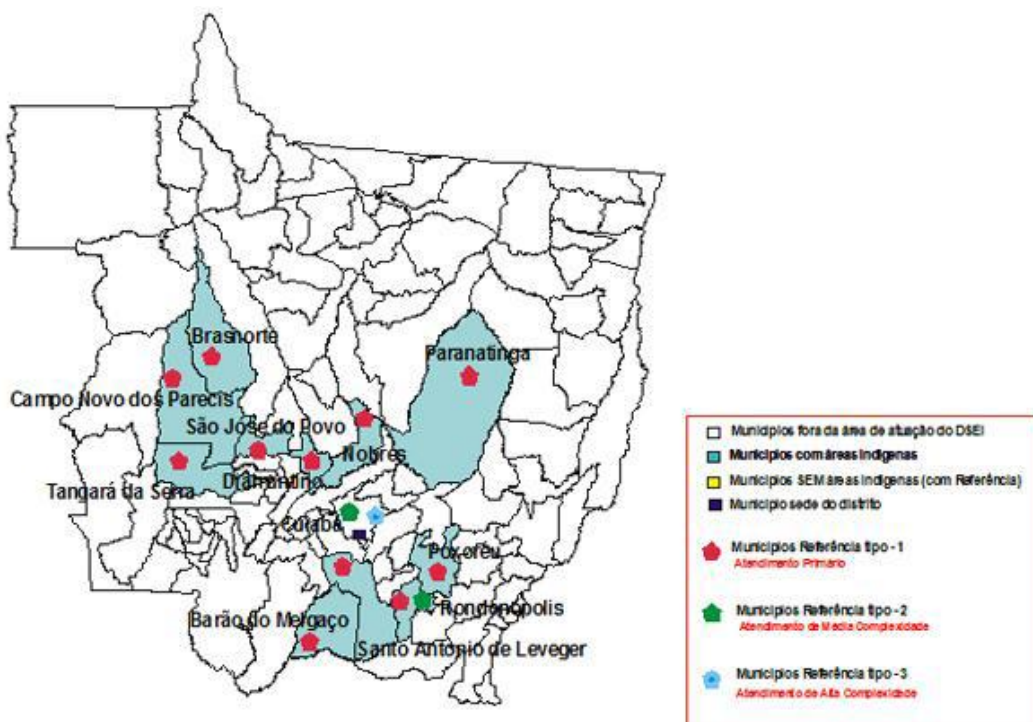 Brasnorte
Paranatinga
Campo Novo dos Parecis
São José do Povo
Nobres
Diamantino
Tangará da Serra
Cuiabá
Poxoréu
Barão do Melgaço
Rondonópolis
Santo Antonio de Leveger
Municípios fora da área de atuação do DSEI
Municípios com áreas Indígenas
Municípios SEM áreas Indígenas (com Referência)
Município sede do distrito
Municípios Referência tipo - 1
Atendimento Primário
Municípios Referência tipo - 2
Atendimento de Média Complexidade
Municípios Referência tipo - 3
Atendimento de Alta Complexidade